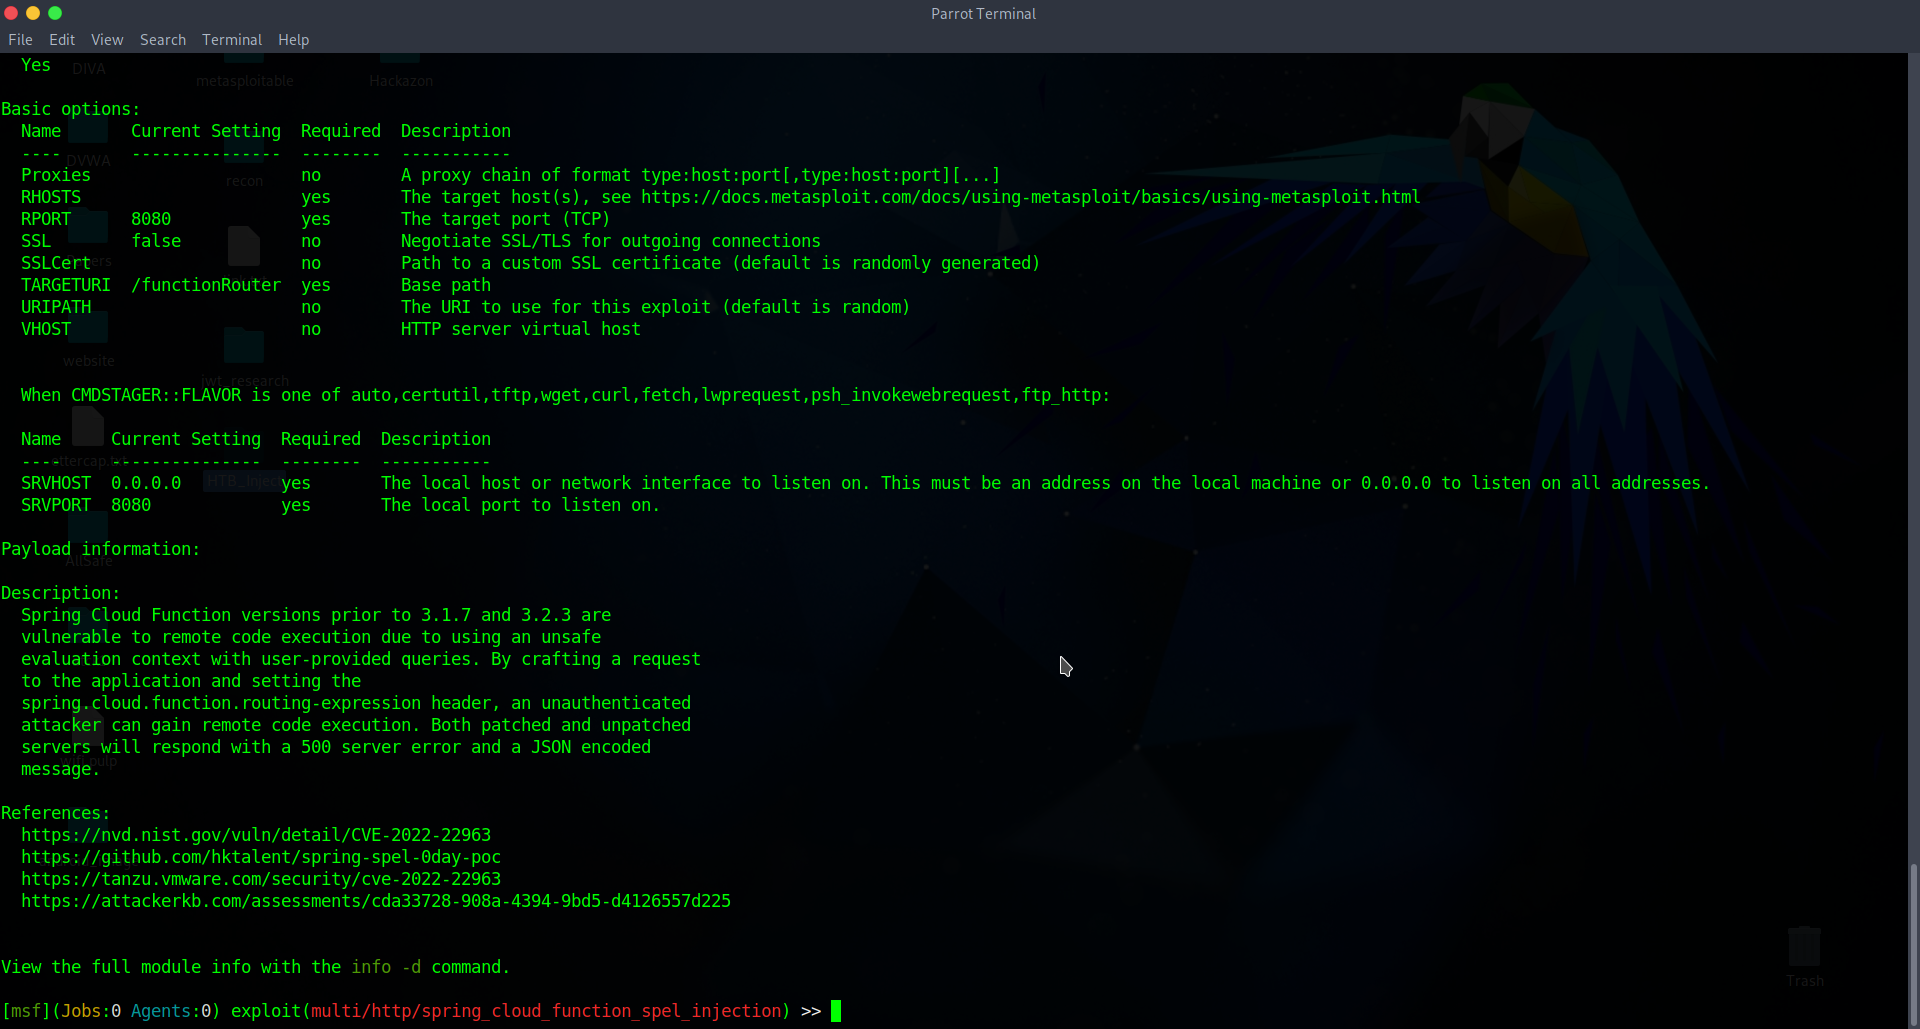 Parrot Terminal
File Edit View Search Terminal Help
Yes
DIVA
metasploitable
Hackazon
Basic options:
Name Current Setting Required Description
---- --------------- -------- -----------
DVWA
Proxies no A proxy chain of format type:host:port[,type:host:port][...]
recon
RHOSTS yes The target host(s), see https://docs.metasploit.com/docs/using-metasploit/basics/using-metasploit.html
RPORT 8080 yes The target port (TCP)
SSL false no Negotiate SSL/TLS for outgoing connections
SSLCert no Path to a custom SSL certificate (default is randomly generated)
TARGETURI /functionRouter yes Base path
URIPATH no The URI to use for this exploit (default is random)
VHOST no HTTP server virtual host
website
jwt_research
When CMDSTAGER::FLAVOR is one of auto,certutil,tftp,wget,curl,fetch,lwprequest,psh_invokewebrequest,ftp_http:
Name Current Setting Required Description
---- --------------- -------- -----------
SRVHOST 0.0.0.0 yes The local host or network interface to listen on. This must be an address on the local machine or 0.0.0.0 to listen on all addresses.
SRVPORT 8080 yes The local port to listen on.
Payload information:
AllSafe
Description:
Spring Cloud Function versions prior to 3.1.7 and 3.2.3 are
vulnerable to remote code execution due to using an unsafe
evaluation context with user-provided queries. By crafting a request
to the application and setting the
spring.cloud.function.routing-expression header, an unauthenticated
attacker can gain remote code execution. Both patched and unpatched
servers will respond with a 500 server error and a JSON encoded
message.
References:
https://nvd.nist.gov/vuln/detail/CVE-2022-22963
https://github.com/hktalent/spring-spel-0day-poc
https://tanzu.vmware.com/security/cve-2022-22963
https://attackerkb.com/assessments/cda33728-908a-4394-9bd5-d4126557d225
View the full module info with the info -d command.
Trash
[msf](Jobs:0 Agents:0) exploit(multi/http/spring_cloud_function_spel_injection) >>